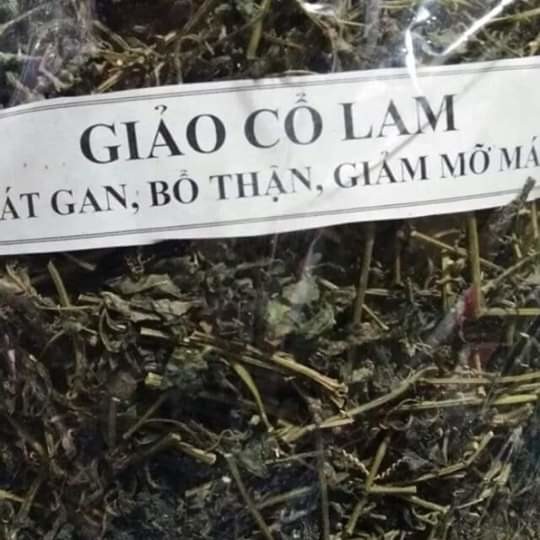 GIẢO CỔ LAM
ÁT GAN, BỔ THẬN, GIẢM MỠ MÁ